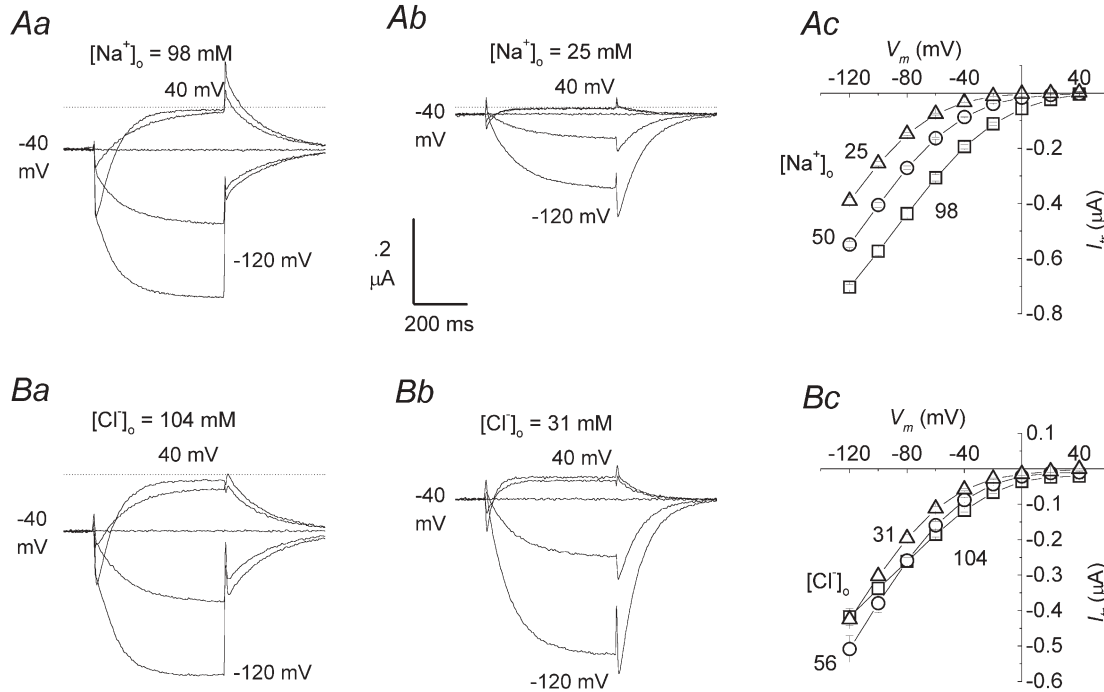 Aa
[Na⁺]ₒ = 98 mM
40 mV
-40
mV
-120 mV
Ab
[Na⁺]ₒ = 25 mM
40 mV
-40
mV
-120 mV
.2
μA
200 ms
Ac
Vₘ (mV)
-120 -80 -40 0 40
[Na⁺]ₒ
25
50
98
-0.2
-0.4
-0.6
-0.8
(μA)
Ba
[Cl⁻]ₒ = 104 mM
40 mV
-40
mV
-120 mV
Bb
[Cl⁻]ₒ = 31 mM
40 mV
-40
mV
-120 mV
Bc
Vₘ (mV)
0.1
-120 -80 -40 0 40
31
104
[Cl⁻]ₒ
56
-0.1
-0.2
-0.3
-0.4
-0.5
-0.6
(μA)